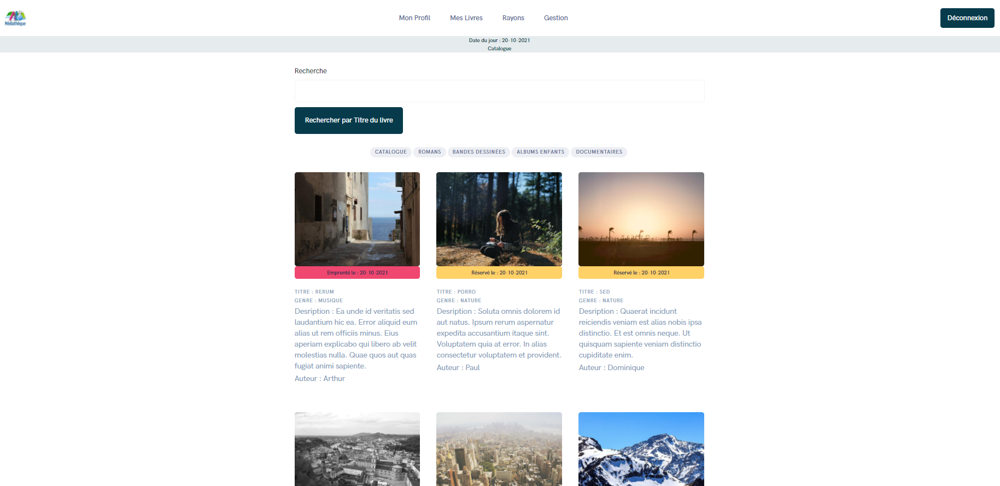 Médiathèque
Mon Profil
Mes Livres
Rayons
Gestion
Déconnexion
Date du jour : 20-10-2021
Catalogue
Recherche
Rechercher par Titre du livre
CATALOGUE
ROMANS
BANDES DESSINÉES
ALBUMS ENFANTS
DOCUMENTAIRES
Emprunté le : 20-10-2021
TITRE : RERUM
GENRE : MUSIQUE
Desription : Ea unde id veritatis sed
laudantium hic ea. Error aliquid eum
alias ut rem officiis minus. Eius
aperiam explicabo qui libero ab velit
molestias nulla. Quae quos aut quas
fugiat animi sapiente.
Auteur : Arthur
Réservé le : 20-10-2021
TITRE : PORRO
GENRE : NATURE
Desription : Soluta omnis dolorem id
aut natus. Ipsum rerum aspernatur
expedita accusantium itaque sint.
Voluptatem quia at error. In alias
consectetur voluptatem et provident.
Auteur : Paul
Réservé le : 20-10-2021
TITRE : SED
GENRE : NATURE
Desription : Quaerat incidunt
reiciendis veniam est alias nobis ipsa
distinctio. Et est omnis neque. Ut
quisquam sapiente veniam distinctio
cupiditate enim.
Auteur : Dominique